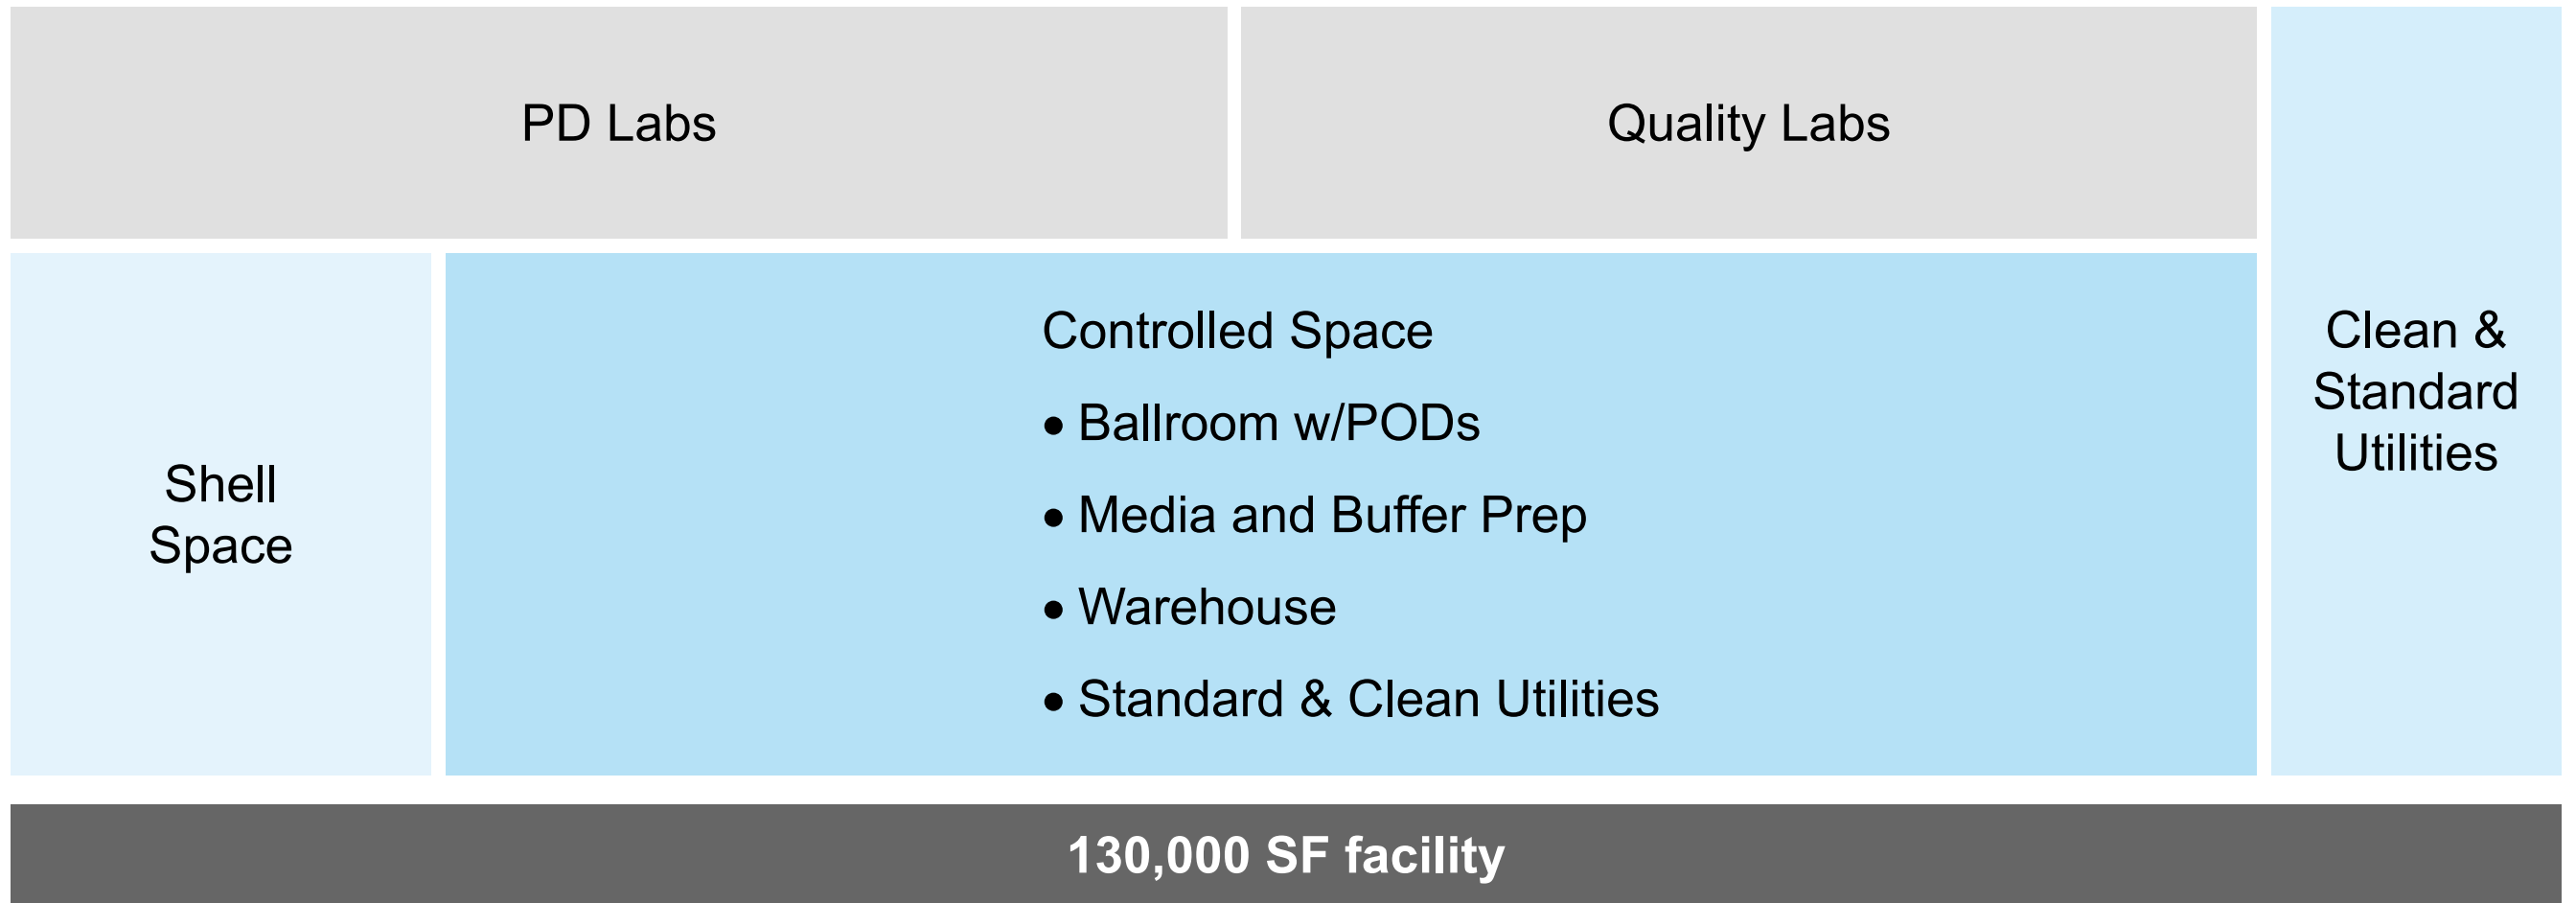 PD Labs
Quality Labs
Shell
Space
Controlled Space
• Ballroom w/PODs
• Media and Buffer Prep
• Warehouse
• Standard & Clean Utilities
Clean &
Standard
Utilities
130,000 SF facility